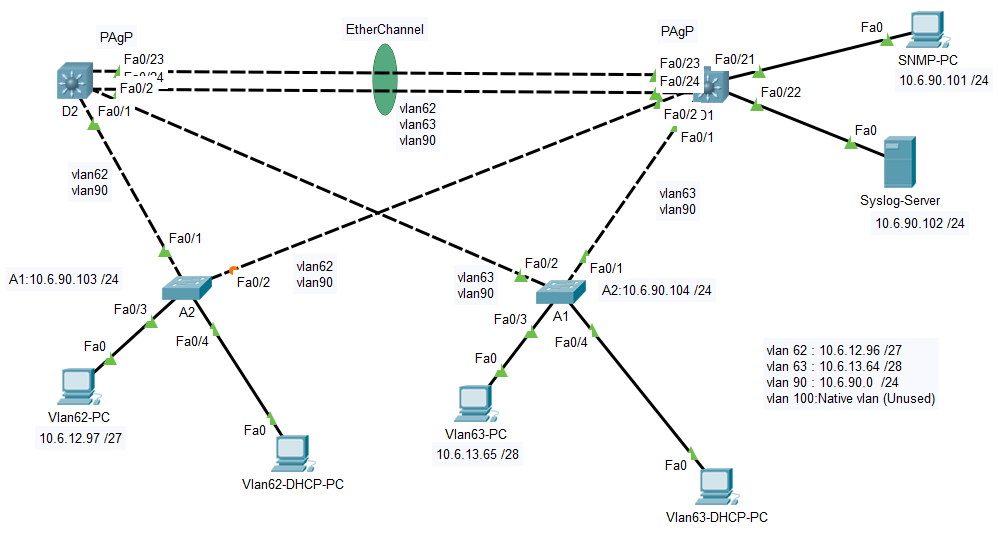 EtherChannel
PAgP
PAgP
Fa0/23
Fa0/24
Fa0/2
Fa0/1
D2
Fa0/23
Fa0/24
Fa0/2
Fa0/1
Fa0/21
Fa0/22
D1
Fa0
SNMP-PC
10.6.90.101 /24
Fa0
Syslog-Server
10.6.90.102 /24
vlan62
vlan63
vlan90
vlan62
vlan90
vlan63
vlan90
Fa0/1
Fa0/2
vlan62
vlan90
vlan63
vlan90
Fa0/2
Fa0/1
A1:10.6.90.103 /24
A2
A1
A2:10.6.90.104 /24
Fa0/3
Fa0/4
Fa0/3
Fa0/4
Fa0
Vlan62-PC
10.6.12.97 /27
Fa0
Vlan62-DHCP-PC
Fa0
Vlan63-PC
10.6.13.65 /28
Fa0
Vlan63-DHCP-PC
vlan 62 : 10.6.12.96 /27
vlan 63 : 10.6.13.64 /28
vlan 90 : 10.6.90.0 /24
vlan 100:Native vlan (Unused)